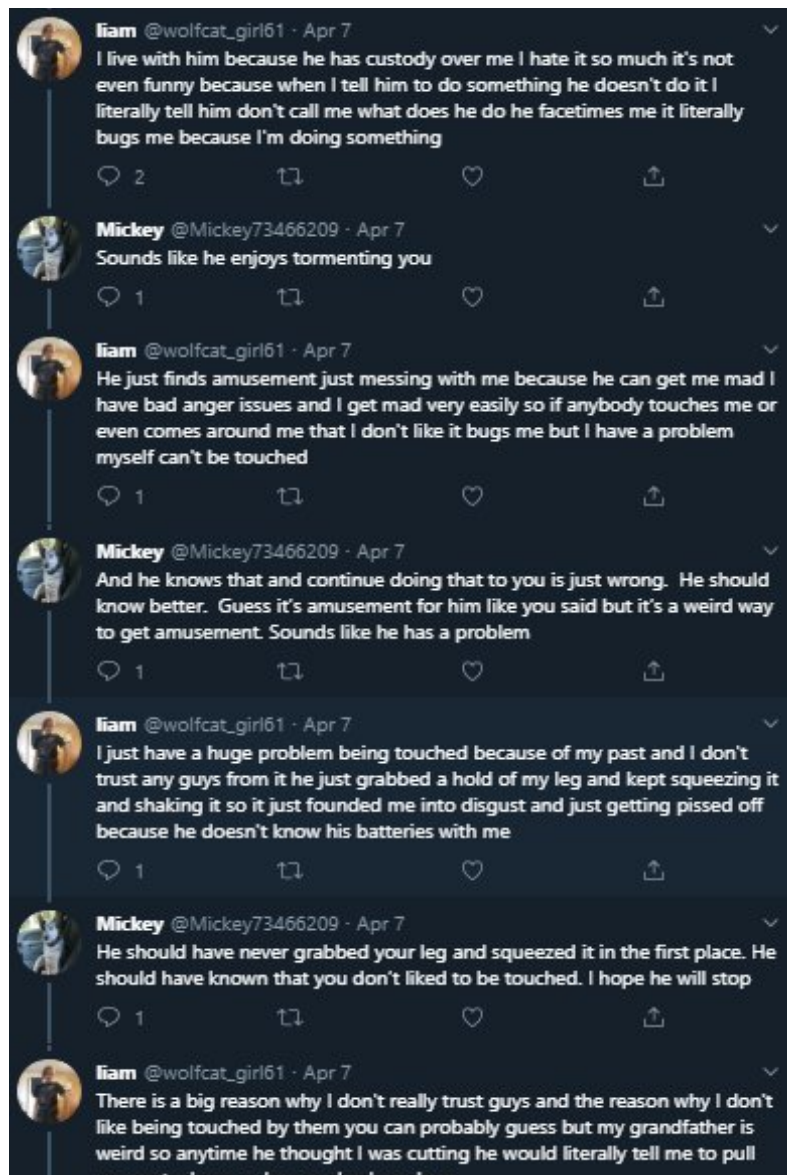 liam @wolfcat_girl61 · Apr 7
I live with him because he has custody over me I hate it so much it's not
even funny because when I tell him to do something he doesn't do it I
literally tell him don't call me what does he do he facetimes me it literally
bugs me because I'm doing something
2
Mickey @Mickey73466209 · Apr 7
Sounds like he enjoys tormenting you
1
liam @wolfcat_girl61 · Apr 7
He just finds amusement just messing with me because he can get me mad I
have bad anger issues and I get mad very easily so if anybody touches me or
even comes around me that I don't like it bugs me but I have a problem
myself can't be touched
1
Mickey @Mickey73466209 · Apr 7
And he knows that and continue doing that to you is just wrong. He should
know better. Guess it's amusement for him like you said but it's a weird way
to get amusement. Sounds like he has a problem
1
liam @wolfcat_girl61 · Apr 7
I just have a huge problem being touched because of my past and I don't
trust any guys from it he just grabbed a hold of my leg and kept squeezing it
and shaking it so it just founded me into disgust and just getting pissed off
because he doesn't know his batteries with me
1
Mickey @Mickey73466209 · Apr 7
He should have never grabbed your leg and squeezed it in the first place. He
should have known that you don't liked to be touched. I hope he will stop
1
liam @wolfcat_girl61 · Apr 7
There is a big reason why I don't really trust guys and the reason why I don't
like being touched by them you can probably guess but my grandfather is
weird so anytime he thought I was cutting he would literally tell me to pull